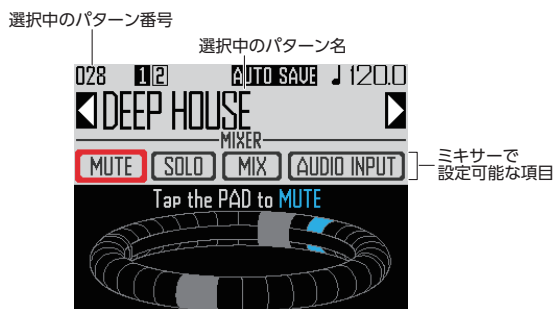 選択中のパターン番号
選択中のパターン名
028 1 2 AUTO SAVE ♩120.0
DEEP HOUSE
MIXER
MUTE SOLO MIX AUDIO INPUT
ミキサーで
設定可能な項目
Tap the PAD to MUTE